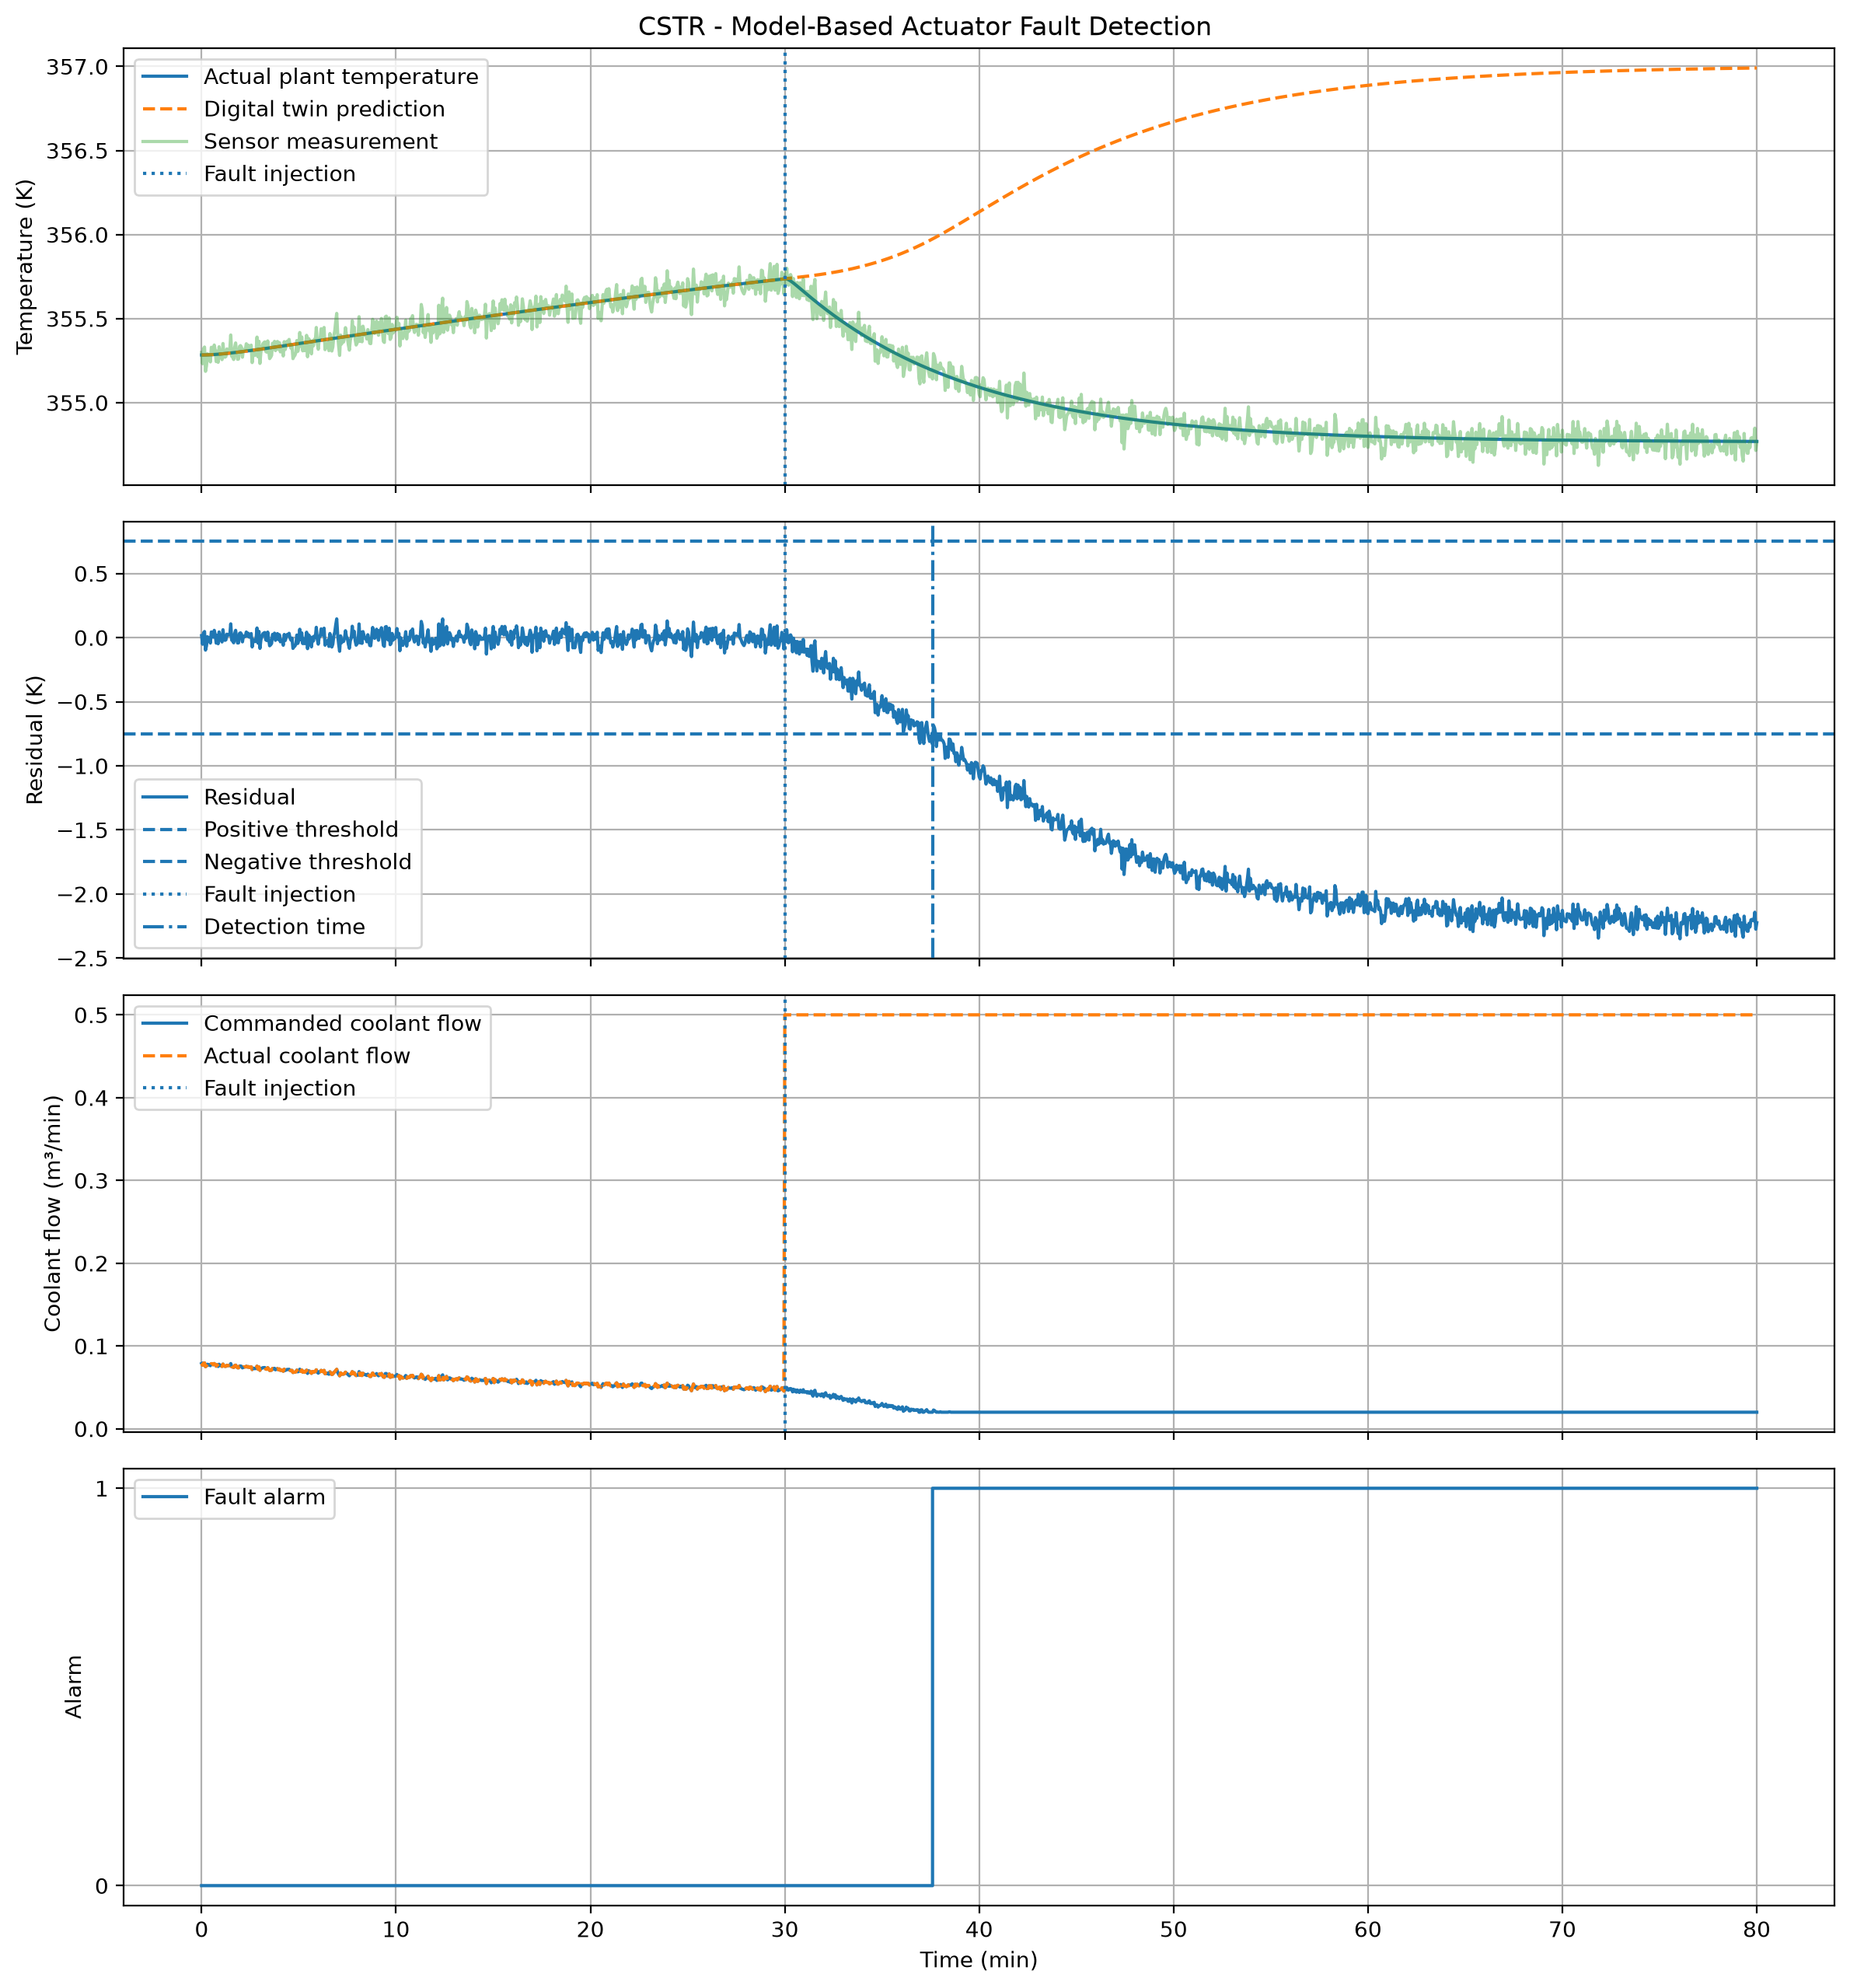 CSTR - Model-Based Actuator Fault Detection
Temperature (K)
357.0
356.5
356.0
355.5
355.0
Actual plant temperature
Digital twin prediction
Sensor measurement
Fault injection
Residual (K)
0.5
0.0
−0.5
−1.0
−1.5
−2.0
−2.5
Residual
Positive threshold
Negative threshold
Fault injection
Detection time
Coolant flow (m³/min)
0.5
0.4
0.3
0.2
0.1
0.0
Commanded coolant flow
Actual coolant flow
Fault injection
Alarm
1
0
Fault alarm
0 10 20 30 40 50 60 70 80
Time (min)